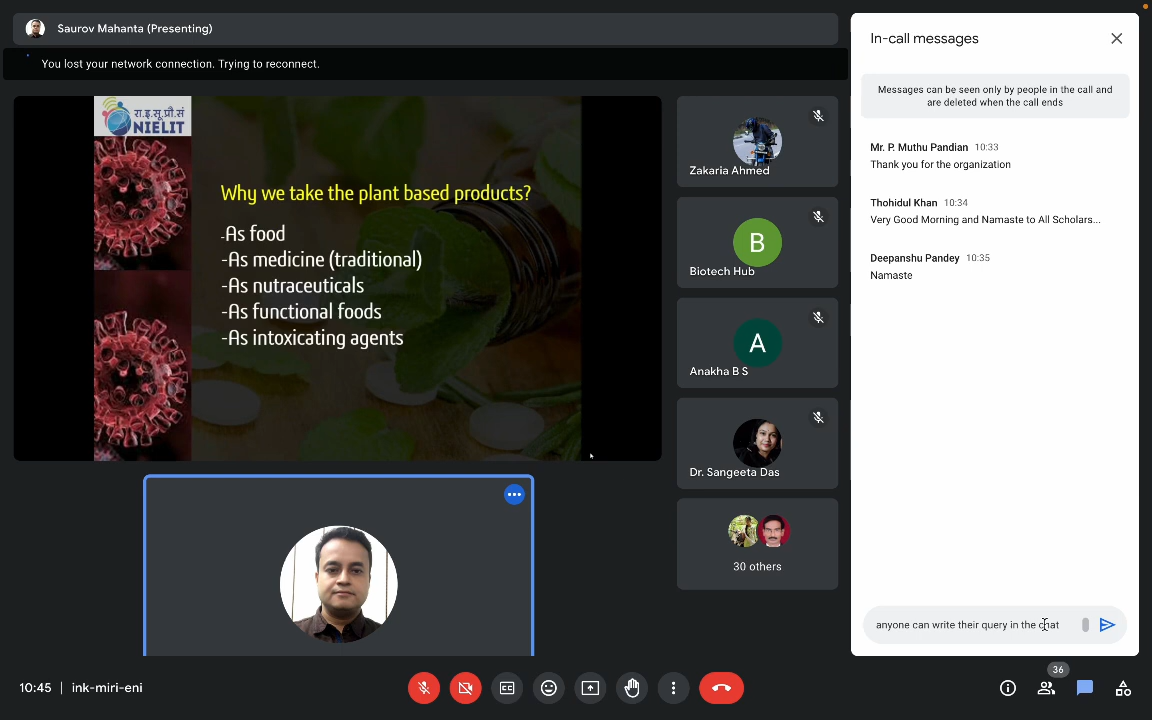 Saurov Mahanta (Presenting)
You lost your network connection. Trying to reconnect.
रा.इ.सू.प्रौ.सं
NIELIT
Why we take the plant based products?
-As food
-As medicine (traditional)
-As nutraceuticals
-As functional foods
-As intoxicating agents
Zakaria Ahmed
B
Biotech Hub
A
Anakha B S
Dr. Sangeeta Das
30 others
In-call messages
Messages can be seen only by people in the call and
are deleted when the call ends
Mr. P. Muthu Pandian 10:33
Thank you for the organization
Thohidul Khan 10:34
Very Good Morning and Namaste to All Scholars...
Deepanshu Pandey 10:35
Namaste
anyone can write their query in the chat
10:45 | ink-miri-eni
CC
36